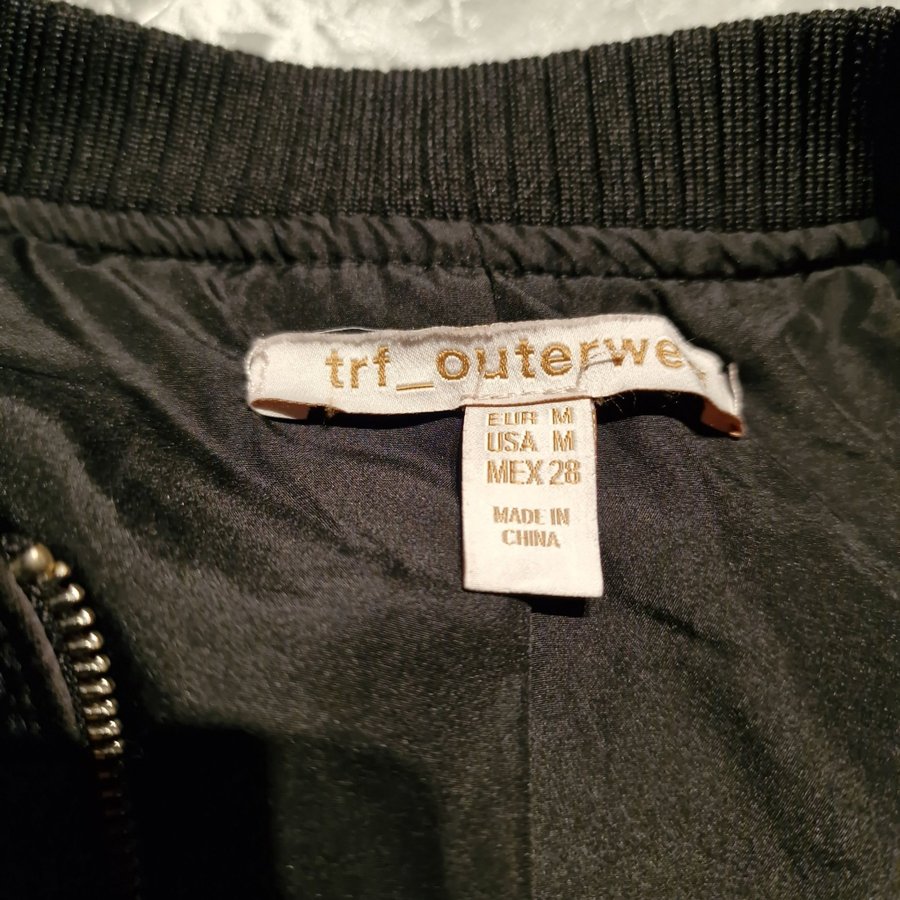 trf_outerwe
EUR M
USA M
MEX 28
MADE IN
CHINA